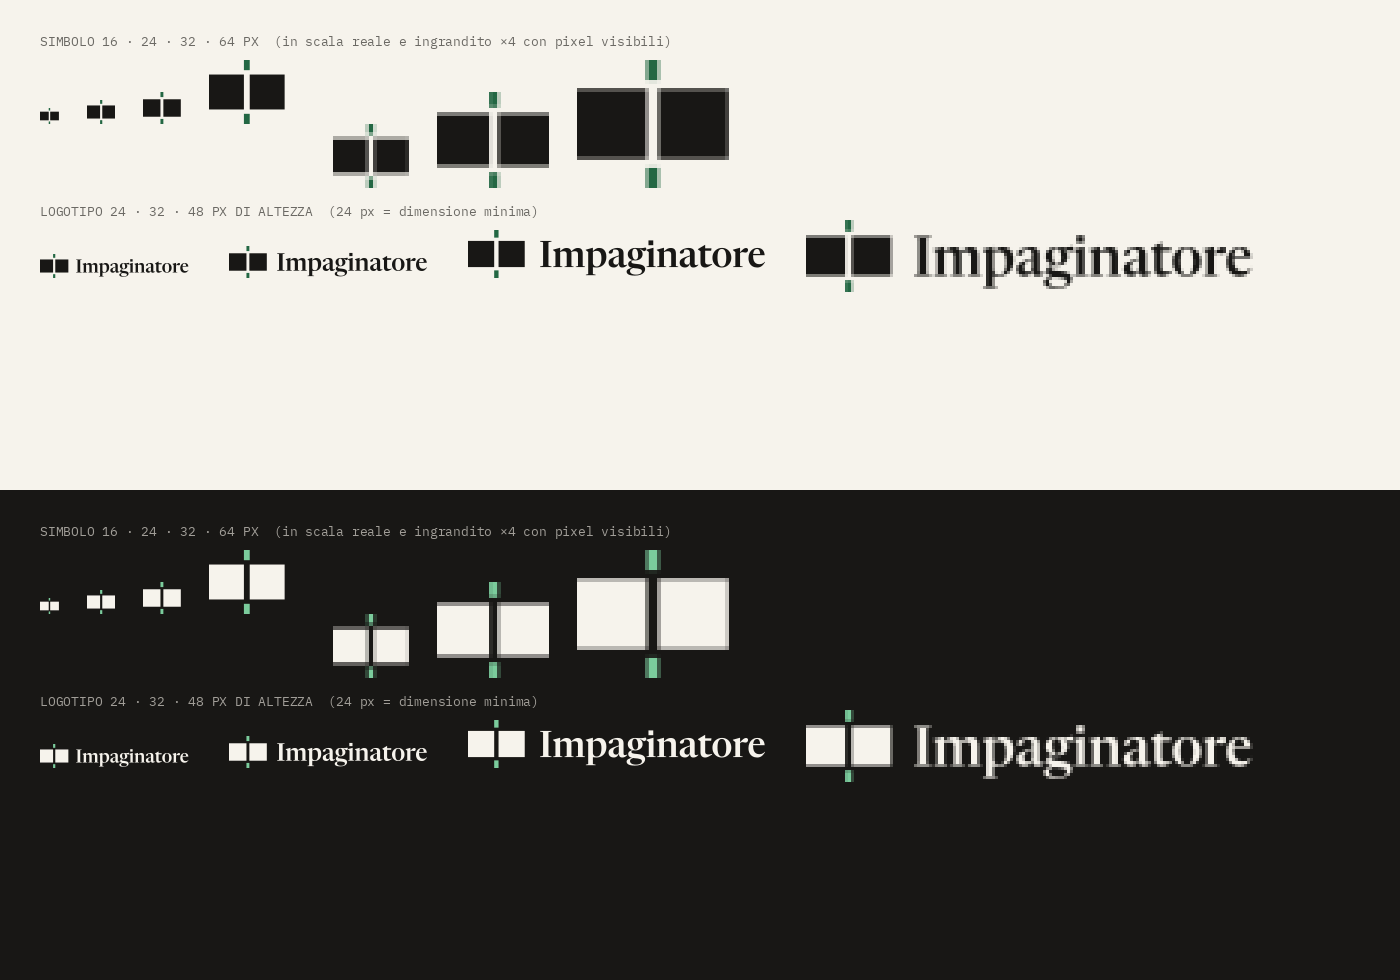 SIMBOLO 16 · 24 · 32 · 64 PX (in scala reale e ingrandito ×4 con pixel visibili)
LOGOTIPO 24 · 32 · 48 PX DI ALTEZZA (24 px = dimensione minima)
Impaginatore Impaginatore Impaginatore Impaginatore
SIMBOLO 16 · 24 · 32 · 64 PX (in scala reale e ingrandito ×4 con pixel visibili)
LOGOTIPO 24 · 32 · 48 PX DI ALTEZZA (24 px = dimensione minima)
Impaginatore Impaginatore Impaginatore Impaginatore